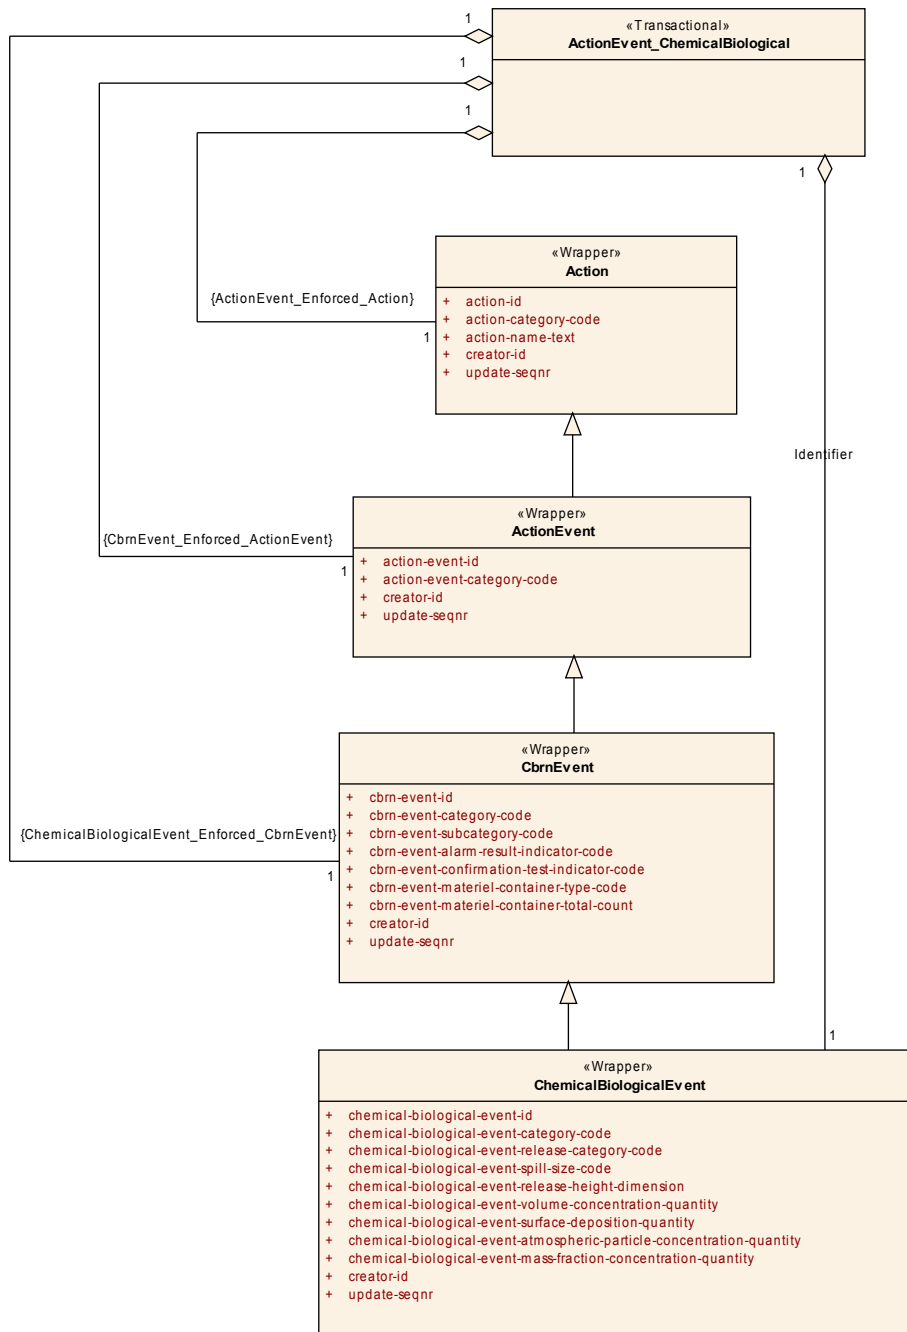 1
«Transactional»
ActionEvent_ChemicalBiological
1
1
1
«Wrapper»
Action
{ActionEvent_Enforced_Action}
+ action-id
+ action-category-code
+ action-name-text
+ creator-id
+ update-seqnr
1
Identifier
«Wrapper»
ActionEvent
{CbrnEvent_Enforced_ActionEvent}
+ action-event-id
+ action-event-category-code
+ creator-id
+ update-seqnr
1
«Wrapper»
CbrnEvent
{ChemicalBiologicalEvent_Enforced_CbrnEvent}
+ cbrn-event-id
+ cbrn-event-category-code
+ cbrn-event-subcategory-code
+ cbrn-event-alarm-result-indicator-code
+ cbrn-event-confirmation-test-indicator-code
+ cbrn-event-materiel-container-type-code
+ cbrn-event-materiel-container-total-count
+ creator-id
+ update-seqnr
1
1
«Wrapper»
ChemicalBiologicalEvent
+ chemical-biological-event-id
+ chemical-biological-event-category-code
+ chemical-biological-event-release-category-code
+ chemical-biological-event-spill-size-code
+ chemical-biological-event-release-height-dimension
+ chemical-biological-event-volume-concentration-quantity
+ chemical-biological-event-surface-deposition-quantity
+ chemical-biological-event-atmospheric-particle-concentration-quantity
+ chemical-biological-event-mass-fraction-concentration-quantity
+ creator-id
+ update-seqnr